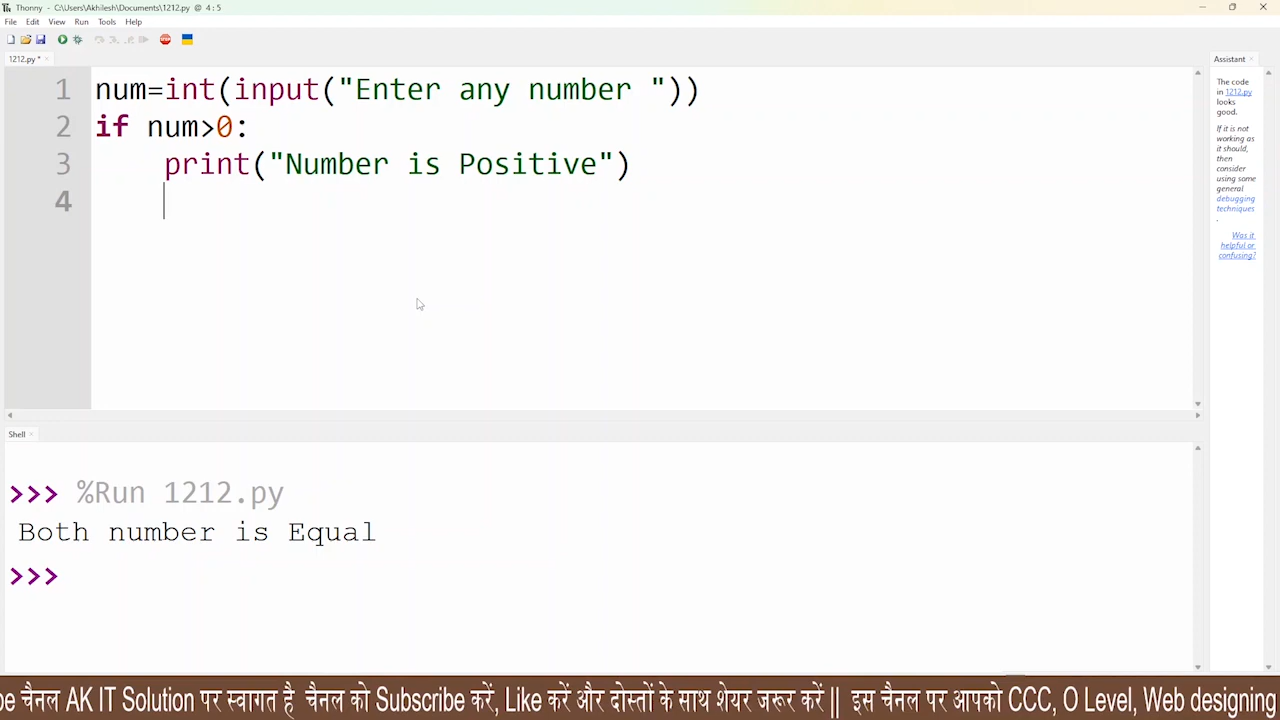 Thonny - C:\Users\Akhilesh\Documents\1212.py @ 4 : 5
File Edit View Run Tools Help
STOP
1212.py *
1 num=int(input("Enter any number "))
2 if num>0:
3 print("Number is Positive")
4
Assistant
The code
in 1212.py
looks
good.
If it is not
working as
it should,
then
consider
using some
general
debugging
techniques
.
Was it
helpful or
confusing?
Shell
>>> %Run 1212.py
Both number is Equal
>>>
be चैनल AK IT Solution पर स्वागत है चैनल को Subscribe करें, Like करें और दोस्तों के साथ शेयर जरूर करें || इस चैनल पर आपको CCC, O Level, Web designing